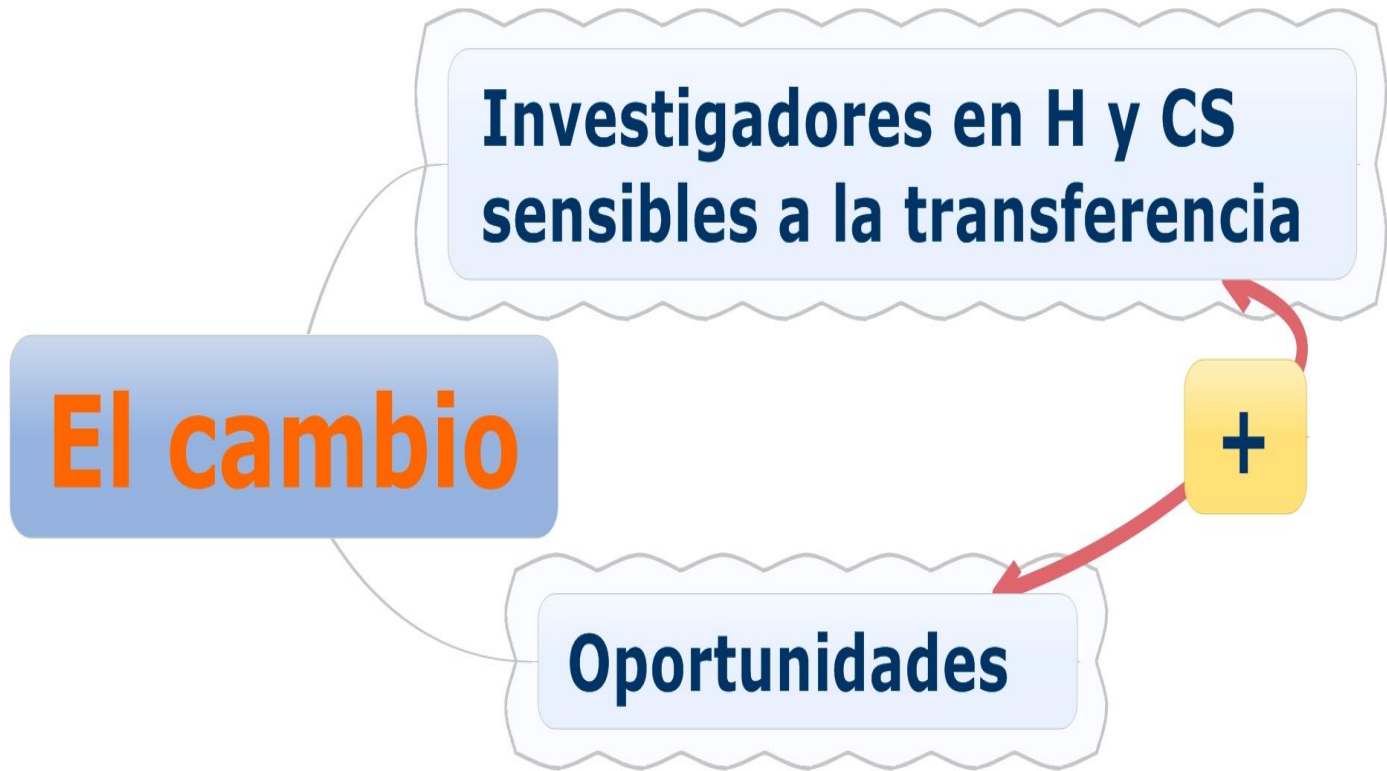 Investigadores en H y CS
sensibles a la transferencia
El cambio
+
Oportunidades